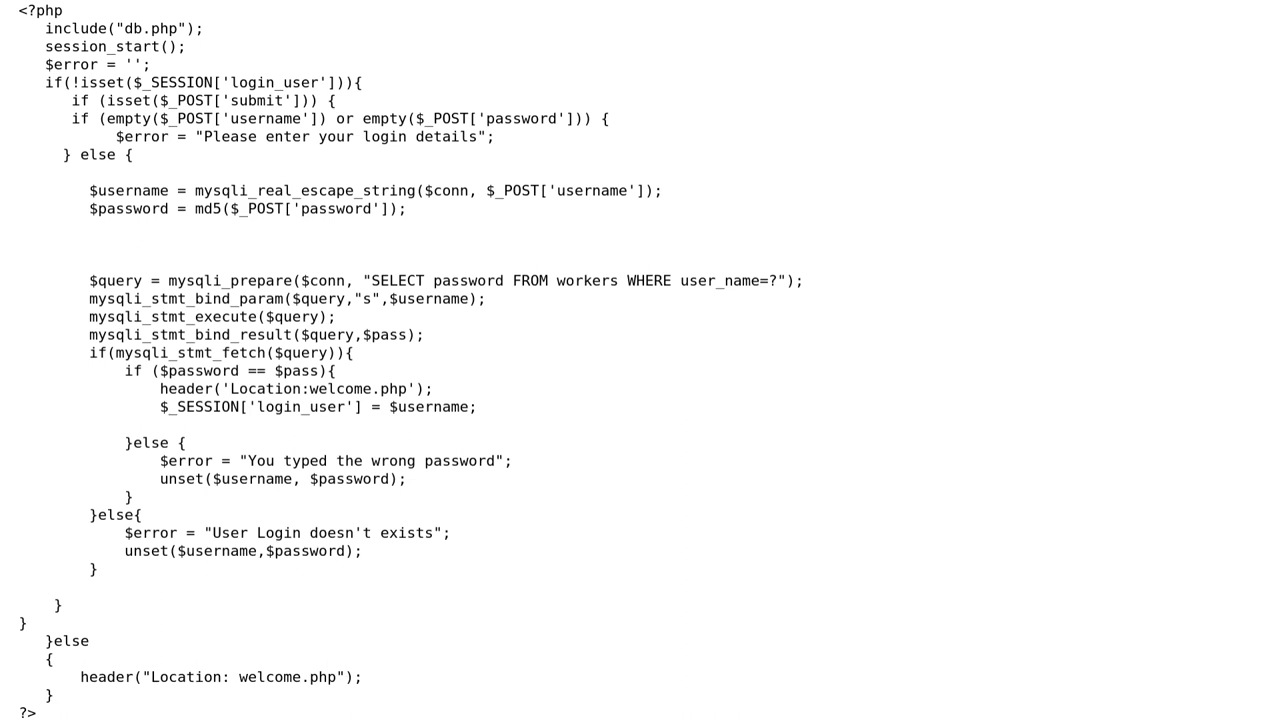 <?php
include("db.php");
session_start();
$error = '';
if(!isset($_SESSION['login_user'])){
if (isset($_POST['submit'])) {
if (empty($_POST['username']) or empty($_POST['password'])) {
$error = "Please enter your login details";
} else {
$username = mysqli_real_escape_string($conn, $_POST['username']);
$password = md5($_POST['password']);
$query = mysqli_prepare($conn, "SELECT password FROM workers WHERE user_name=?");
mysqli_stmt_bind_param($query,"s",$username);
mysqli_stmt_execute($query);
mysqli_stmt_bind_result($query,$pass);
if(mysqli_stmt_fetch($query)){
if ($password == $pass){
header('Location:welcome.php');
$_SESSION['login_user'] = $username;
}else {
$error = "You typed the wrong password";
unset($username, $password);
}
}else{
$error = "User Login doesn't exists";
unset($username,$password);
}
}
}
}else
{
header("Location: welcome.php");
}
?>